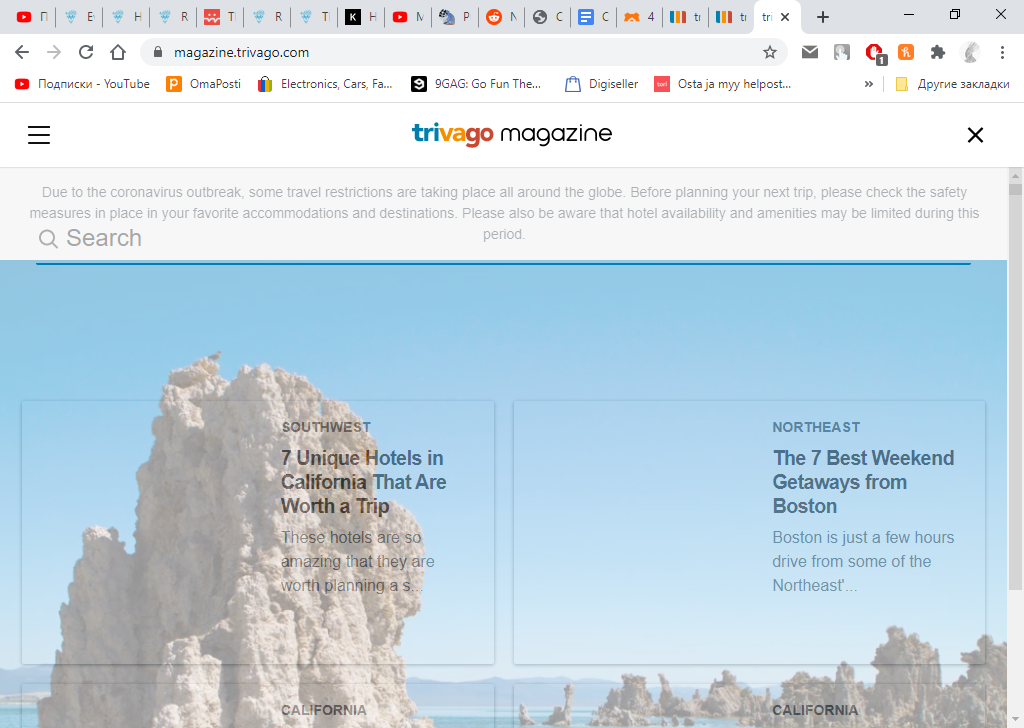 П
E
H
R
Tl
R
Tl
K H
M
P
N
C
C
4
tr
tr
tri
magazine.trivago.com
1
Подписки - YouTube
OmaPosti
Electronics, Cars, Fa...
9GAG: Go Fun The...
Digiseller
tori
Osta ja myy helpost...
»
Другие закладки
trivago magazine
Due to the coronavirus outbreak, some travel restrictions are taking place all around the globe. Before planning your next trip, please check the safety
measures in place in your favorite accommodations and destinations. Please also be aware that hotel availability and amenities may be limited during this
period.
Search
SOUTHWEST
7 Unique Hotels in
California That Are
Worth a Trip
These hotels are so
amazing that they are
worth planning a s...
NORTHEAST
The 7 Best Weekend
Getaways from
Boston
Boston is just a few hours
drive from some of the
Northeast'...
CALIFORNIA
CALIFORNIA